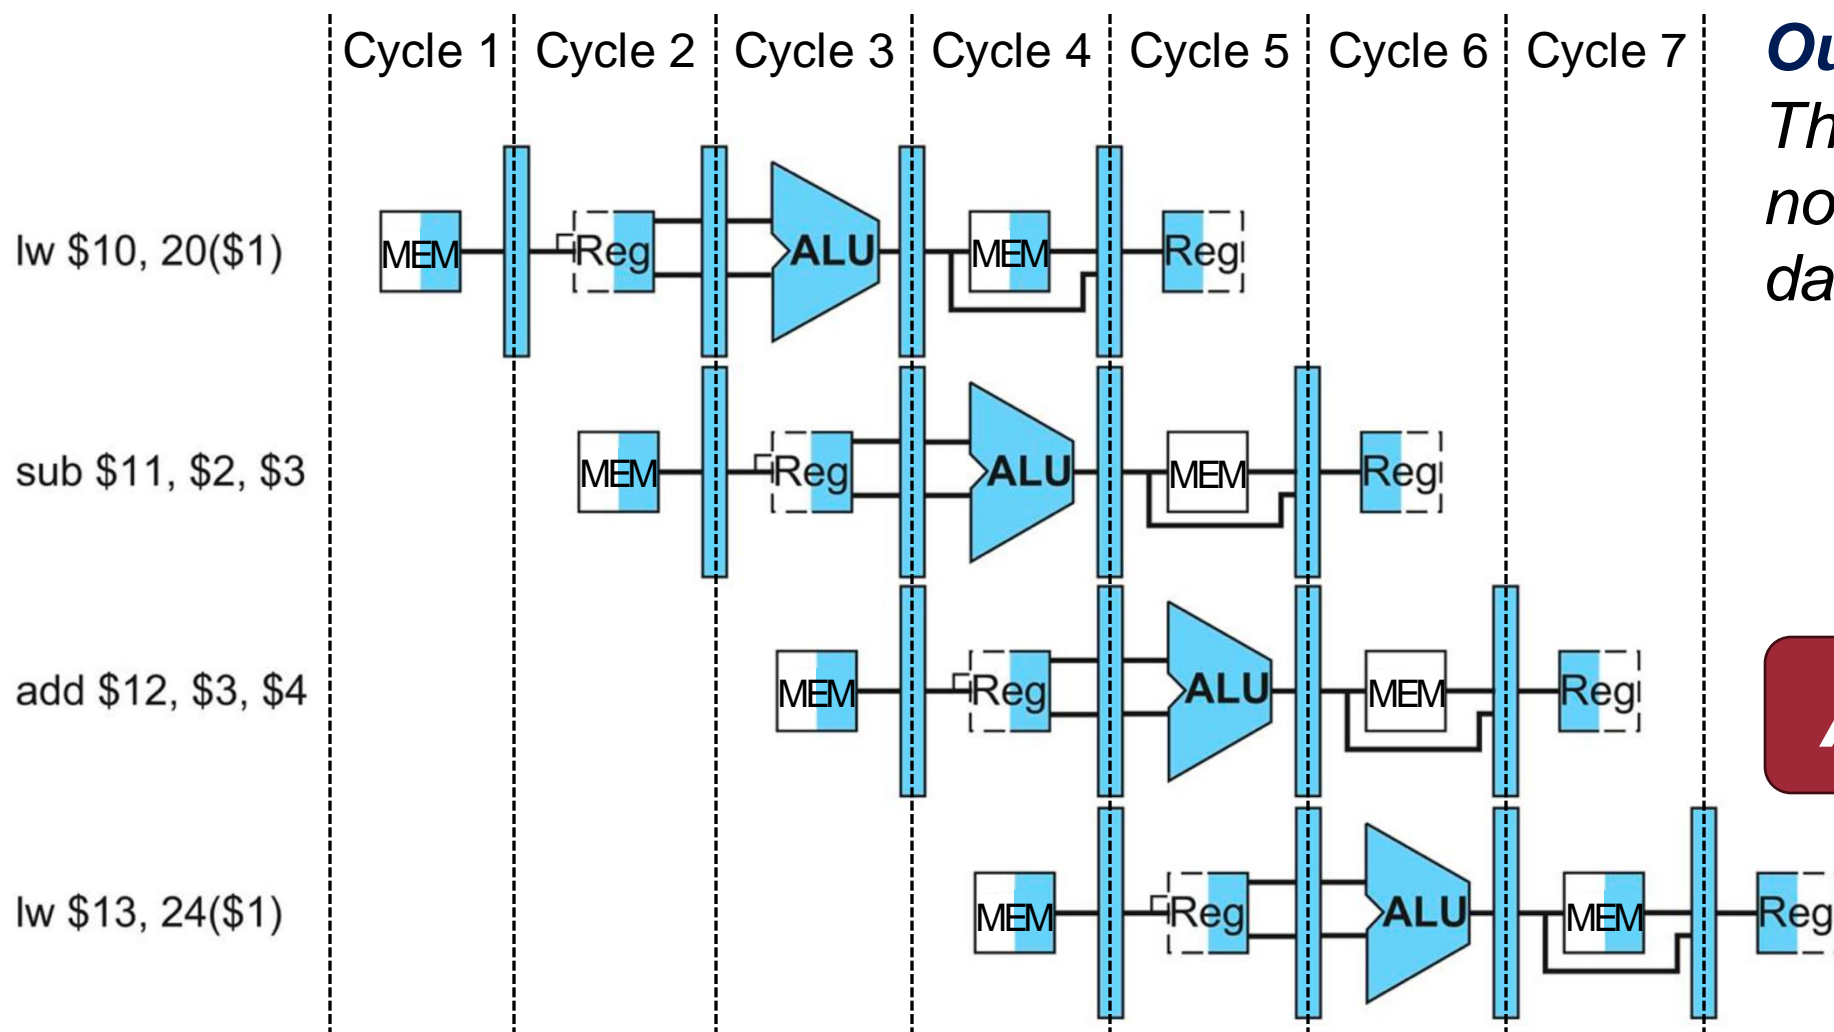 Cycle 1 Cycle 2 Cycle 3 Cycle 4 Cycle 5 Cycle 6 Cycle 7
lw $10, 20($1) MEM Reg ALU MEM Reg
sub $11, $2, $3 MEM Reg ALU MEM Reg
add $12, $3, $4 MEM Reg ALU MEM Reg
lw $13, 24($1) MEM Reg ALU MEM Reg
Ou
Th
no
da